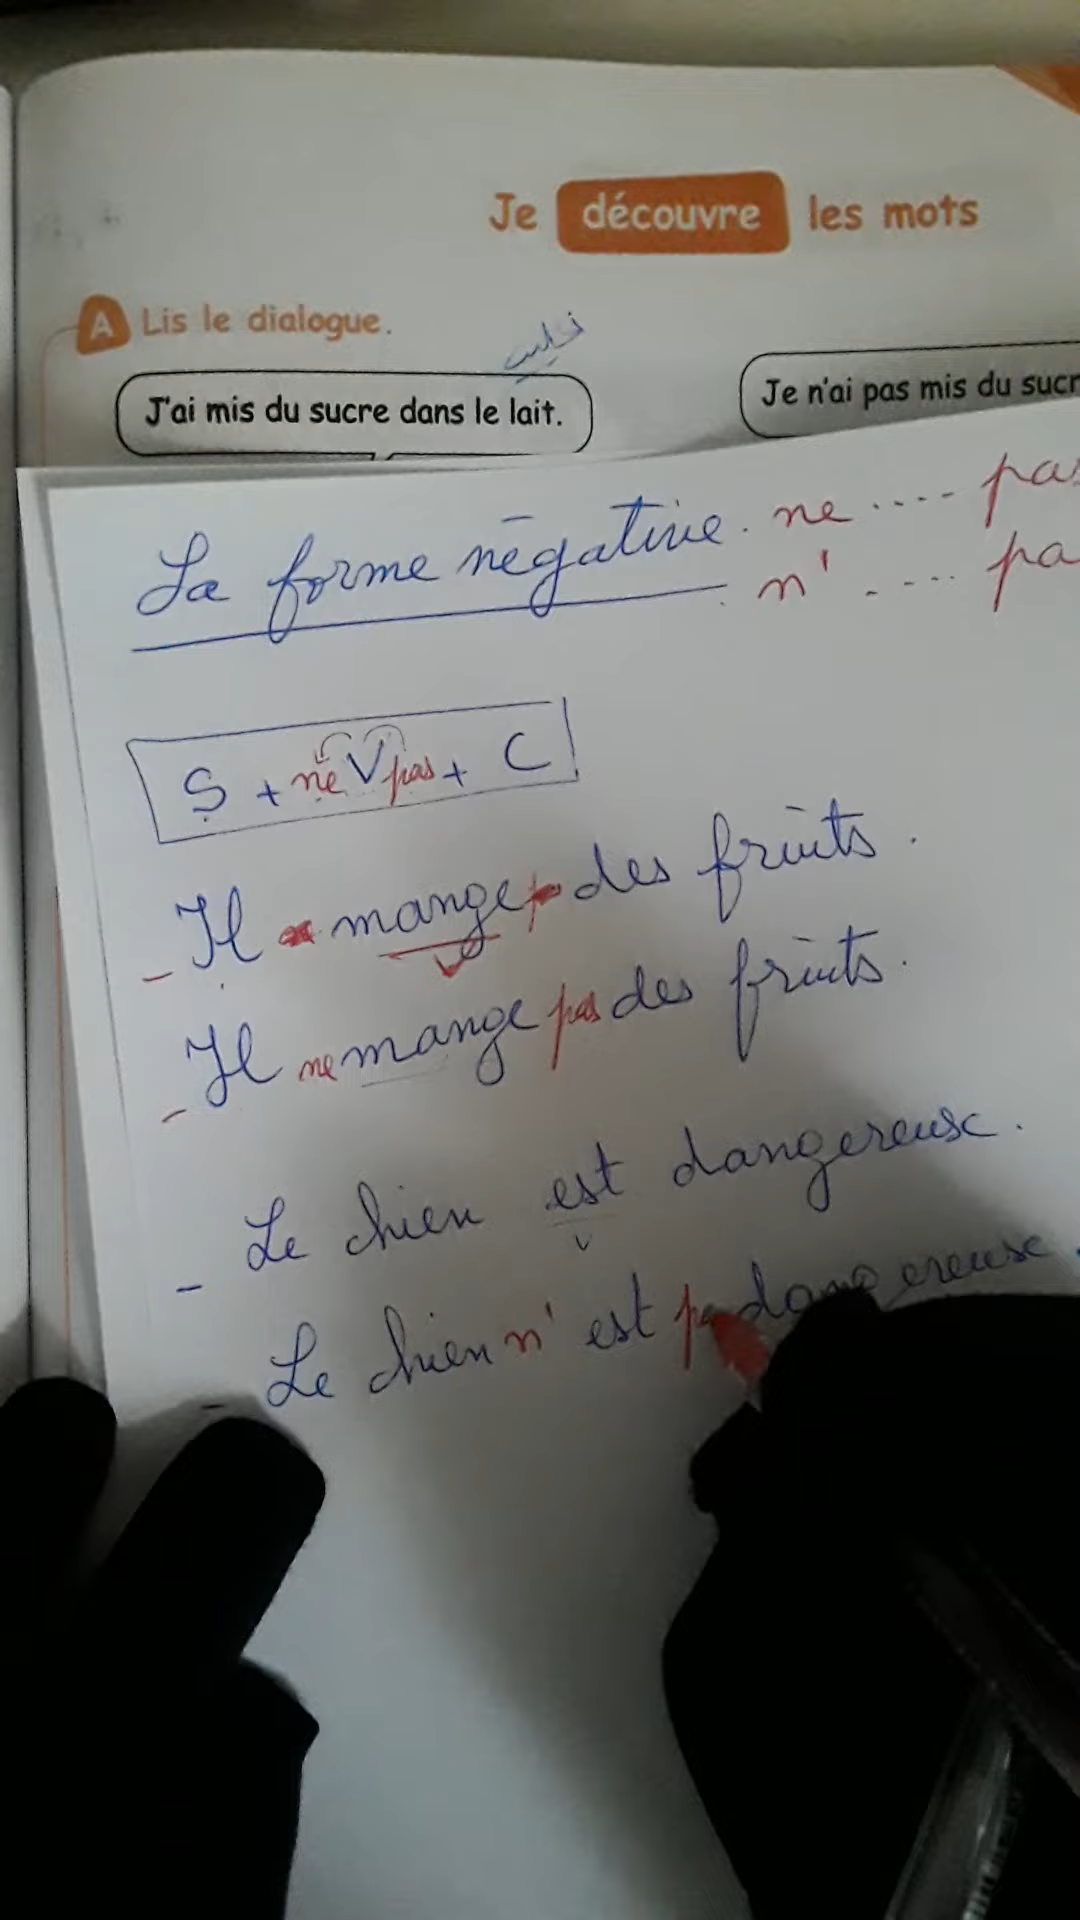 Je découvre les mots
A Lis le dialogue.
حليب
J'ai mis du sucre dans le lait.
Je n'ai pas mis du sucr
La forme négative. ne .... pas
n' .... pa
S + ne V pas + C
- Il mange des fruits.
- Il ne mange pas des fruits.
- Le chien est dangereuse.
v
- Le chien n'est pa dangereuse.